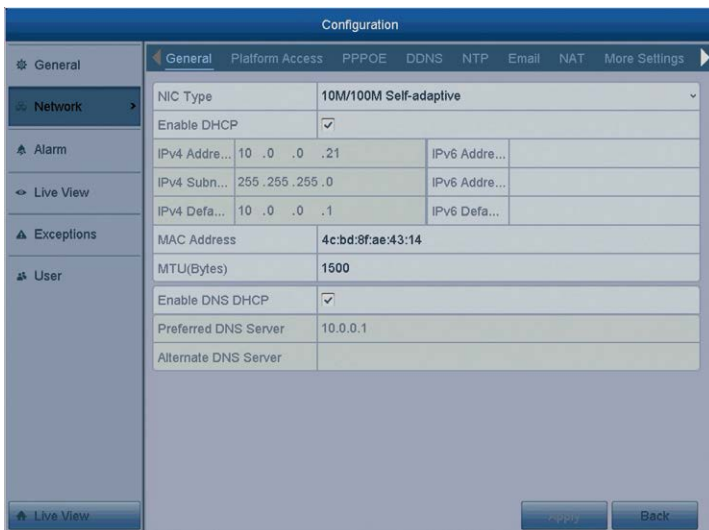 Configuration
General
Network >
Alarm
Live View
Exceptions
User
Live View
General Platform Access PPPOE DDNS NTP Email NAT More Settings
NIC Type 10M/100M Self-adaptive
Enable DHCP
IPv4 Addre... 10 .0 .0 .21 IPv6 Addre...
IPv4 Subn... 255.255.255.0 IPv6 Addre...
IPv4 Defa... 10 .0 .0 .1 IPv6 Defa...
MAC Address 4c:bd:8f:ae:43:14
MTU(Bytes) 1500
Enable DNS DHCP
Preferred DNS Server 10.0.0.1
Alternate DNS Server
Apply Back